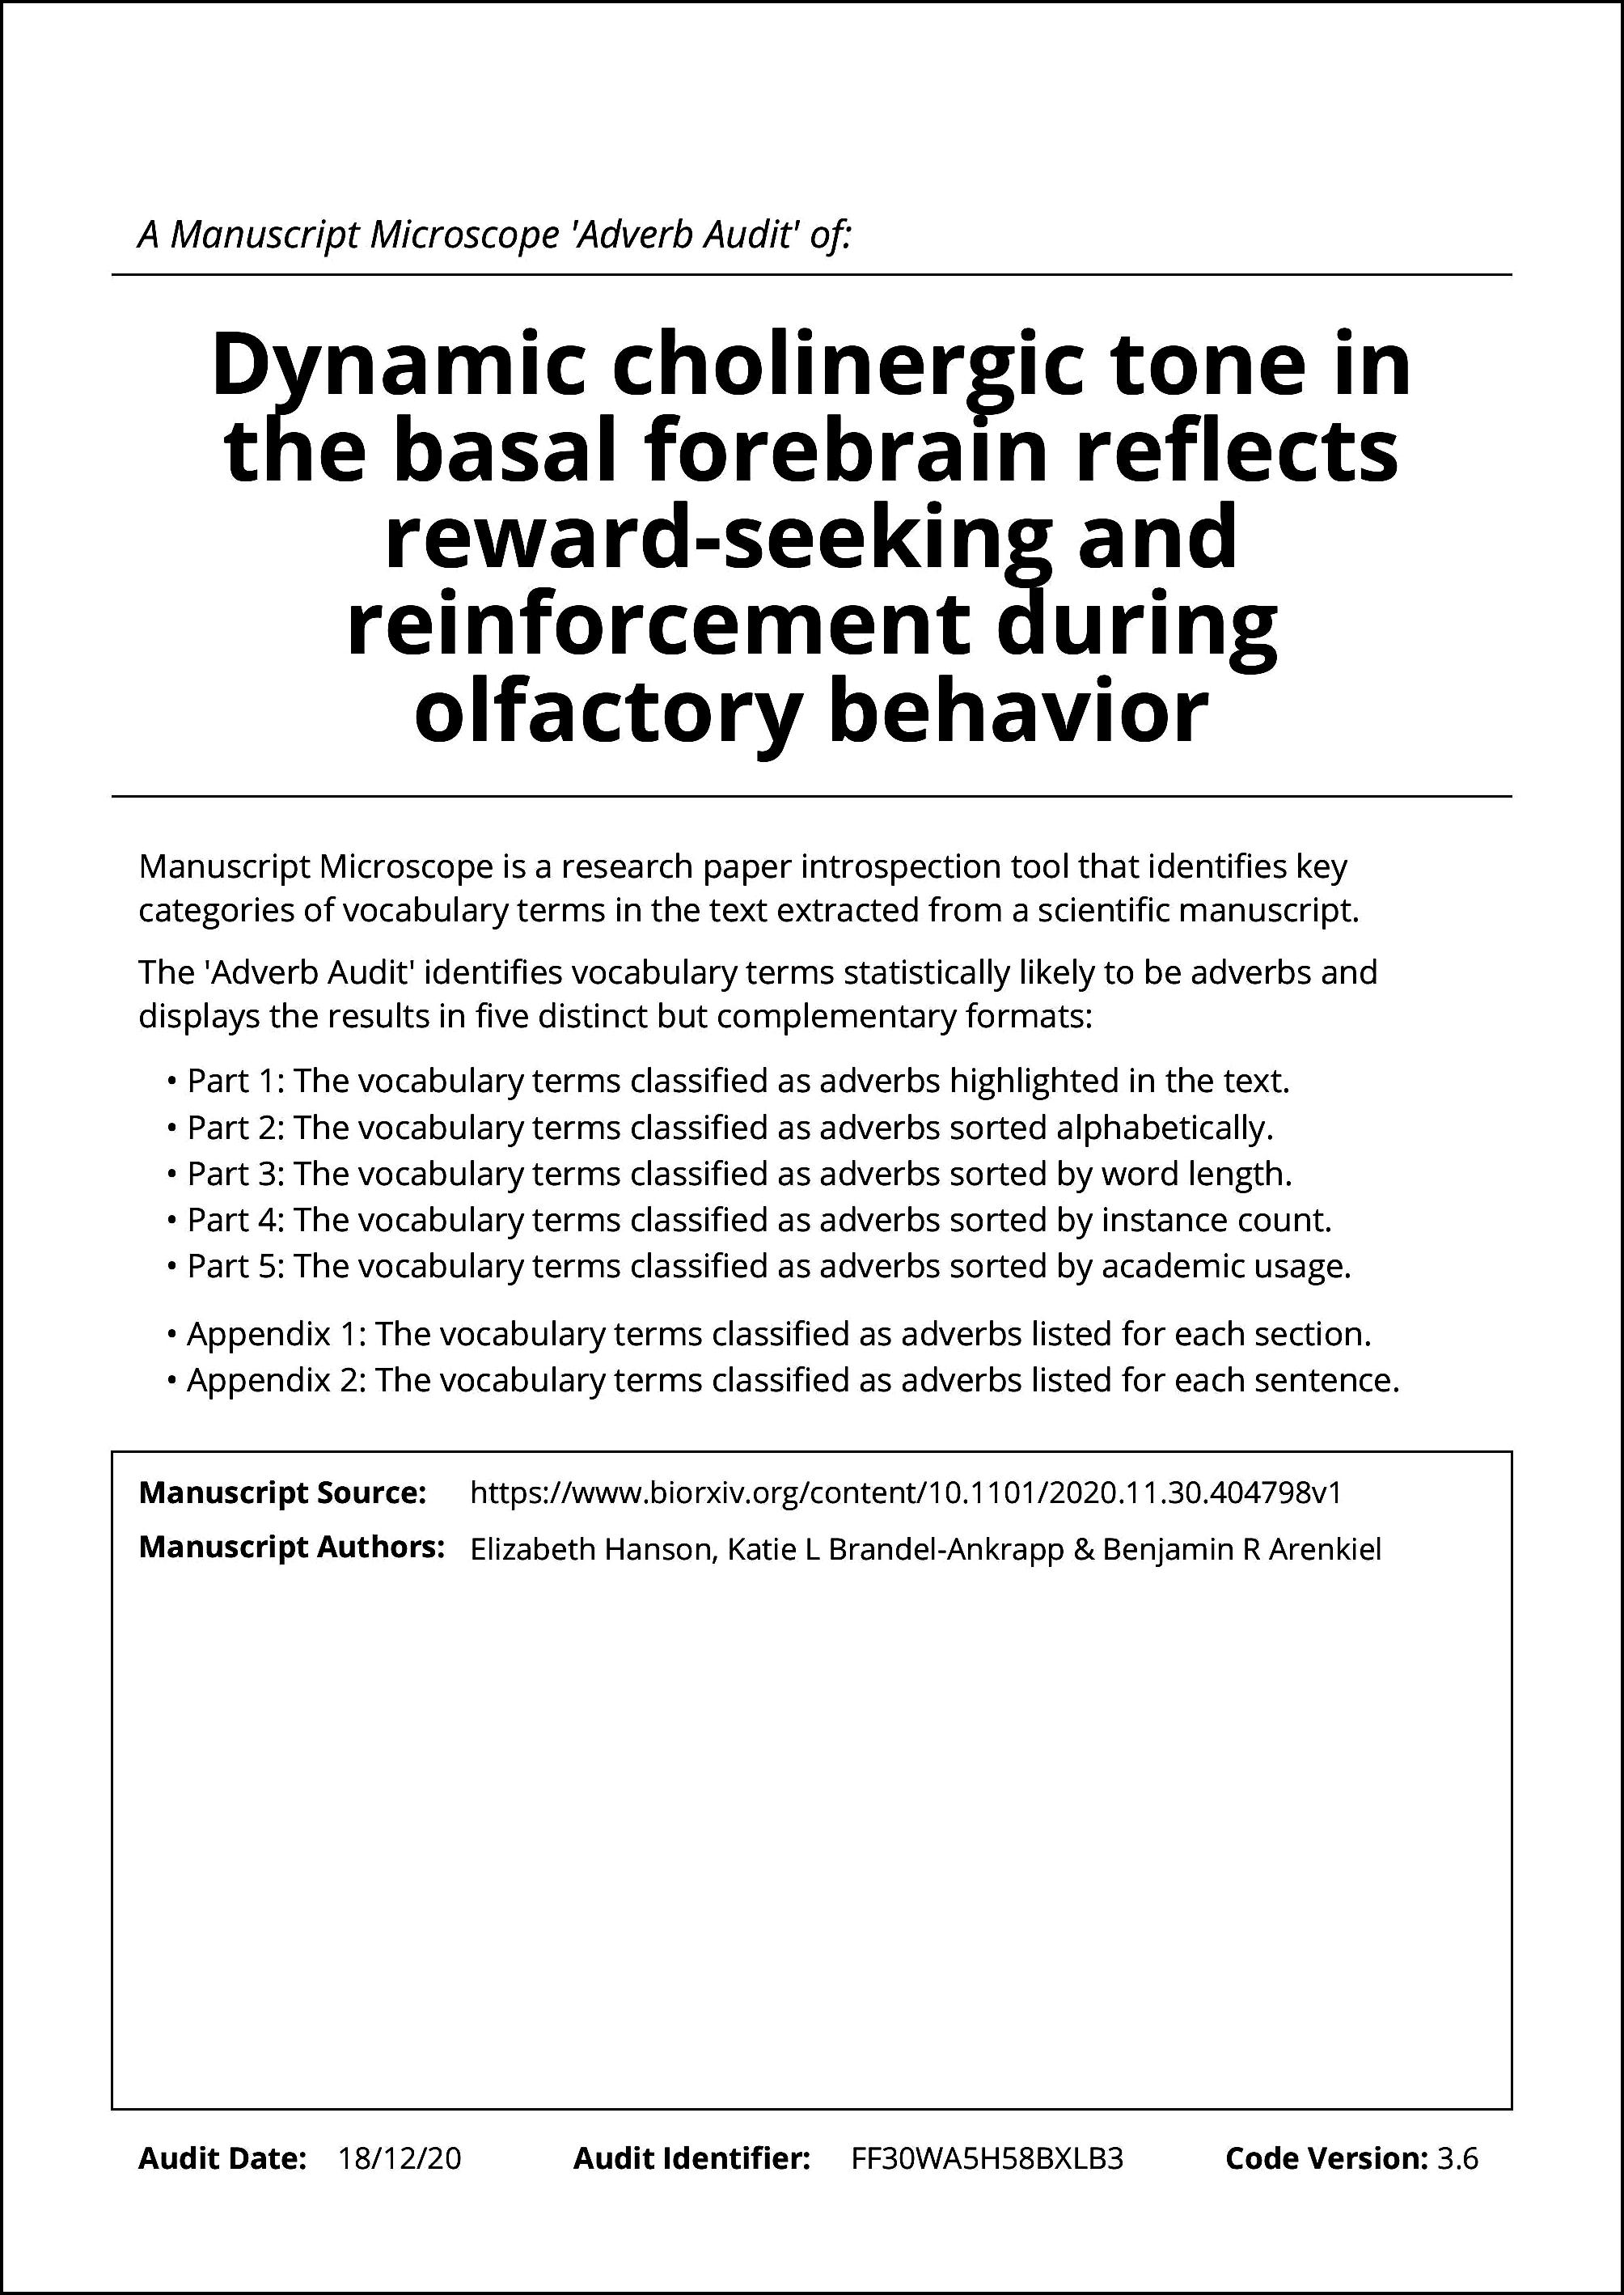 A Manuscript Microscope 'Adverb Audit' of:
Dynamic cholinergic tone in
the basal forebrain reflects
reward-seeking and
reinforcement during
olfactory behavior
Manuscript Microscope is a research paper introspection tool that identifies key
categories of vocabulary terms in the text extracted from a scientific manuscript.
The 'Adverb Audit' identifies vocabulary terms statistically likely to be adverbs and
displays the results in five distinct but complementary formats:
• Part 1: The vocabulary terms classified as adverbs highlighted in the text.
• Part 2: The vocabulary terms classified as adverbs sorted alphabetically.
• Part 3: The vocabulary terms classified as adverbs sorted by word length.
• Part 4: The vocabulary terms classified as adverbs sorted by instance count.
• Part 5: The vocabulary terms classified as adverbs sorted by academic usage.
• Appendix 1: The vocabulary terms classified as adverbs listed for each section.
• Appendix 2: The vocabulary terms classified as adverbs listed for each sentence.
Manuscript Source: https://www.biorxiv.org/content/10.1101/2020.11.30.404798v1
Manuscript Authors: Elizabeth Hanson, Katie L Brandel-Ankrapp & Benjamin R Arenkiel
Audit Date: 18/12/20 Audit Identifier: FF30WA5H58BXLB3 Code Version: 3.6